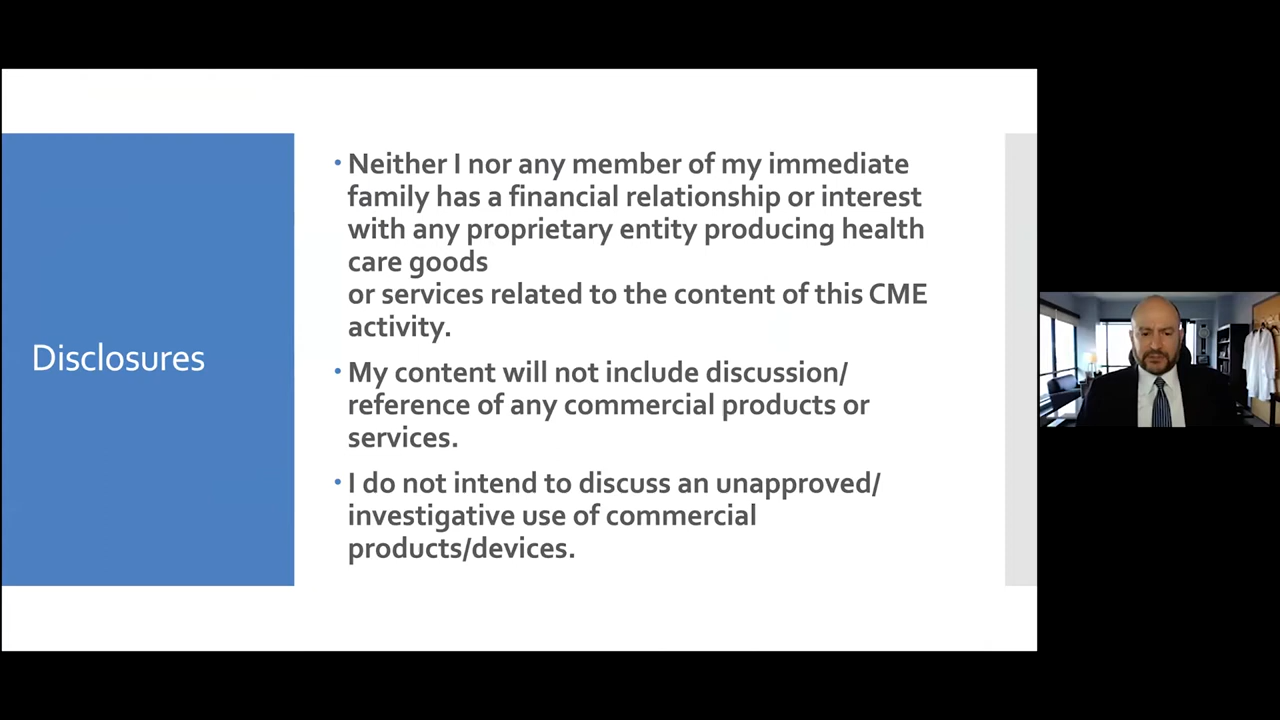 Disclosures
• Neither I nor any member of my immediate
family has a financial relationship or interest
with any proprietary entity producing health
care goods
or services related to the content of this CME
activity.
• My content will not include discussion/
reference of any commercial products or
services.
• I do not intend to discuss an unapproved/
investigative use of commercial
products/devices.